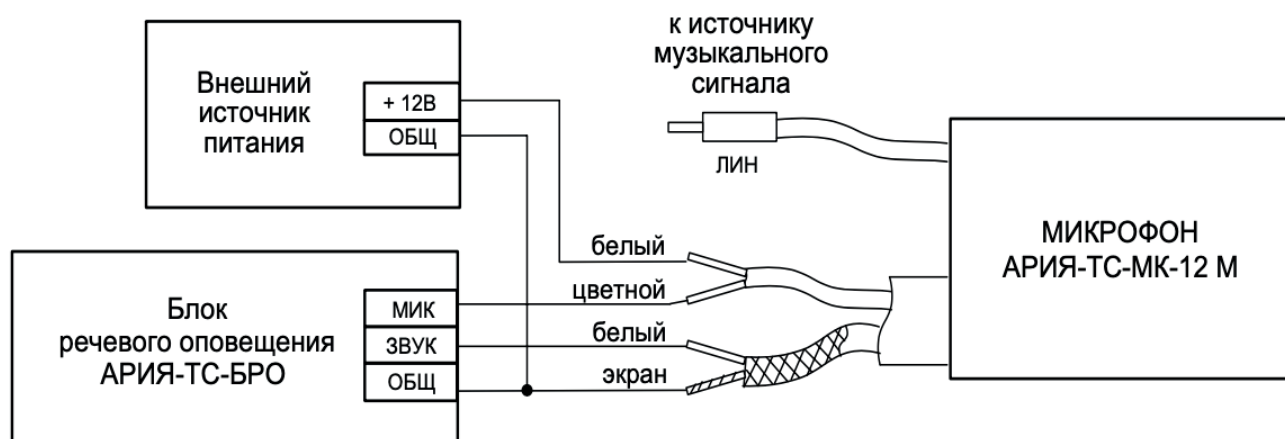 Внешний
источник
питания
+ 12В
ОБЩ
к источнику
музыкального
сигнала
ЛИН
МИКРОФОН
АРИЯ-ТС-МК-12 М
Блок
речевого оповещения
АРИЯ-ТС-БРО
МИК
ЗВУК
ОБЩ
белый
цветной
белый
экран